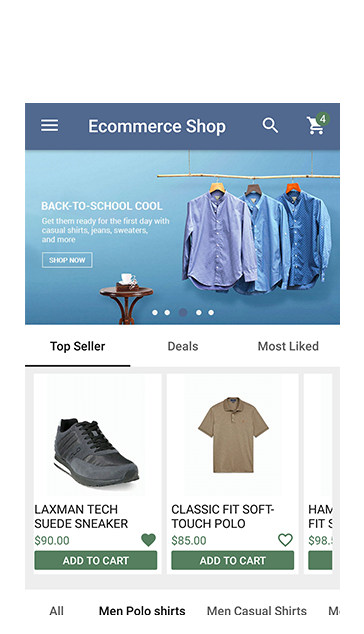 Ecommerce Shop
4
BACK-TO-SCHOOL COOL
Get them ready for the first day with
casual shirts, jeans, sweaters,
and more
SHOP NOW
Top Seller
Deals
Most Liked
LAXMAN TECH
SUEDE SNEAKER
$90.00
ADD TO CART
CLASSIC FIT SOFT-
TOUCH POLO
$85.00
ADD TO CART
HAM
FIT S
$98.
All
Men Polo shirts
Men Casual Shirts